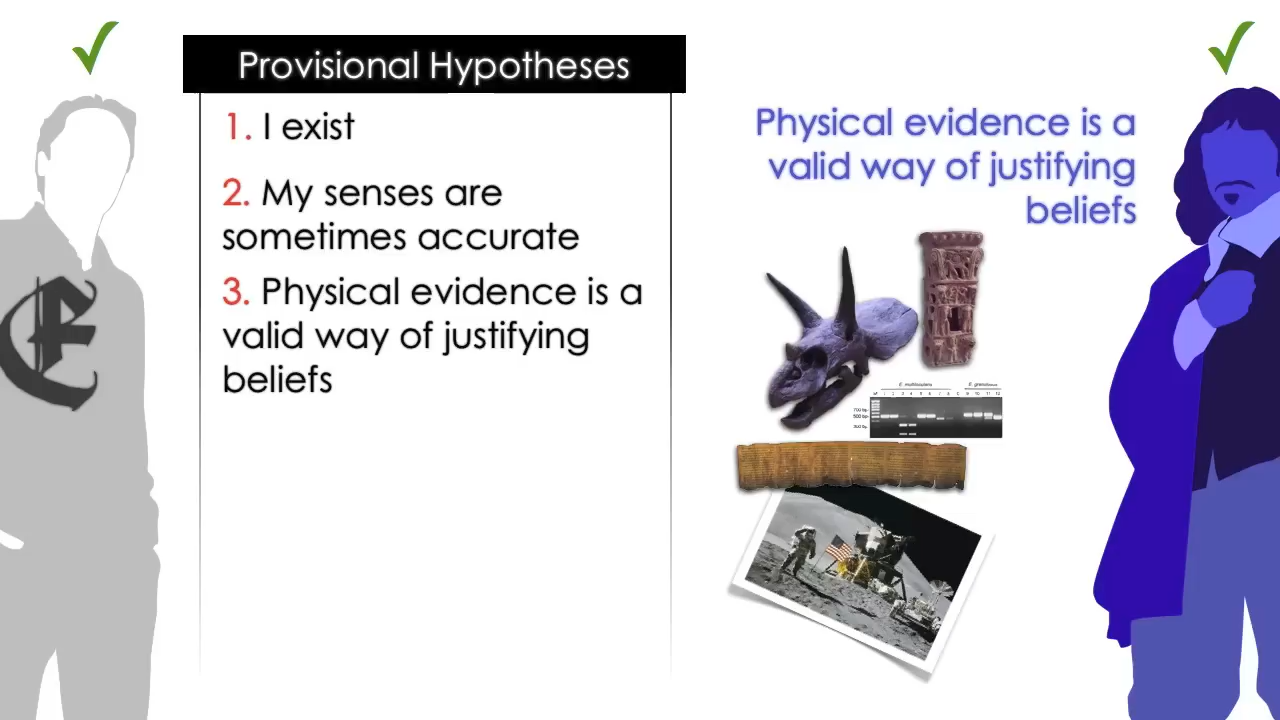 Provisional Hypotheses
1. I exist
2. My senses are
sometimes accurate
3. Physical evidence is a
valid way of justifying
beliefs
Physical evidence is a
valid way of justifying
beliefs
E